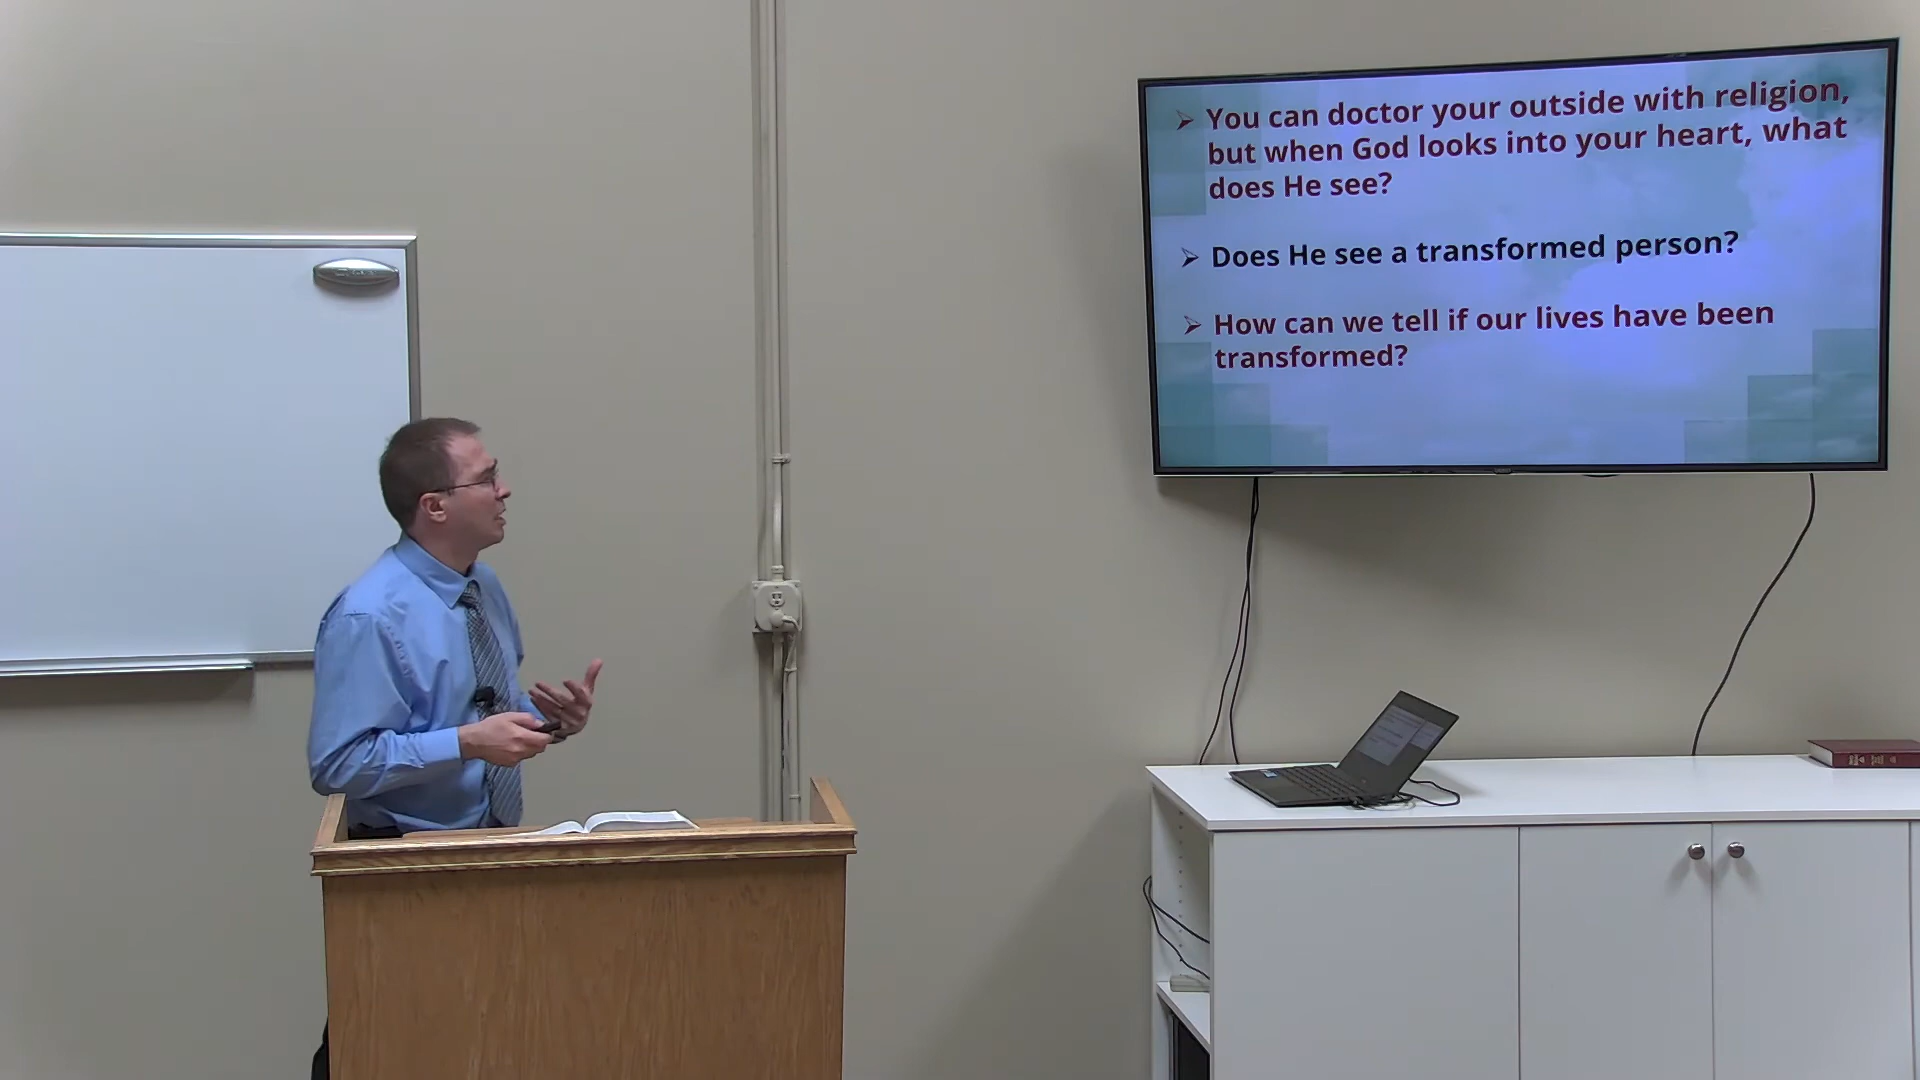 You can doctor your outside with religion,
but when God looks into your heart, what
does He see?
Does He see a transformed person?
How can we tell if our lives have been
transformed?